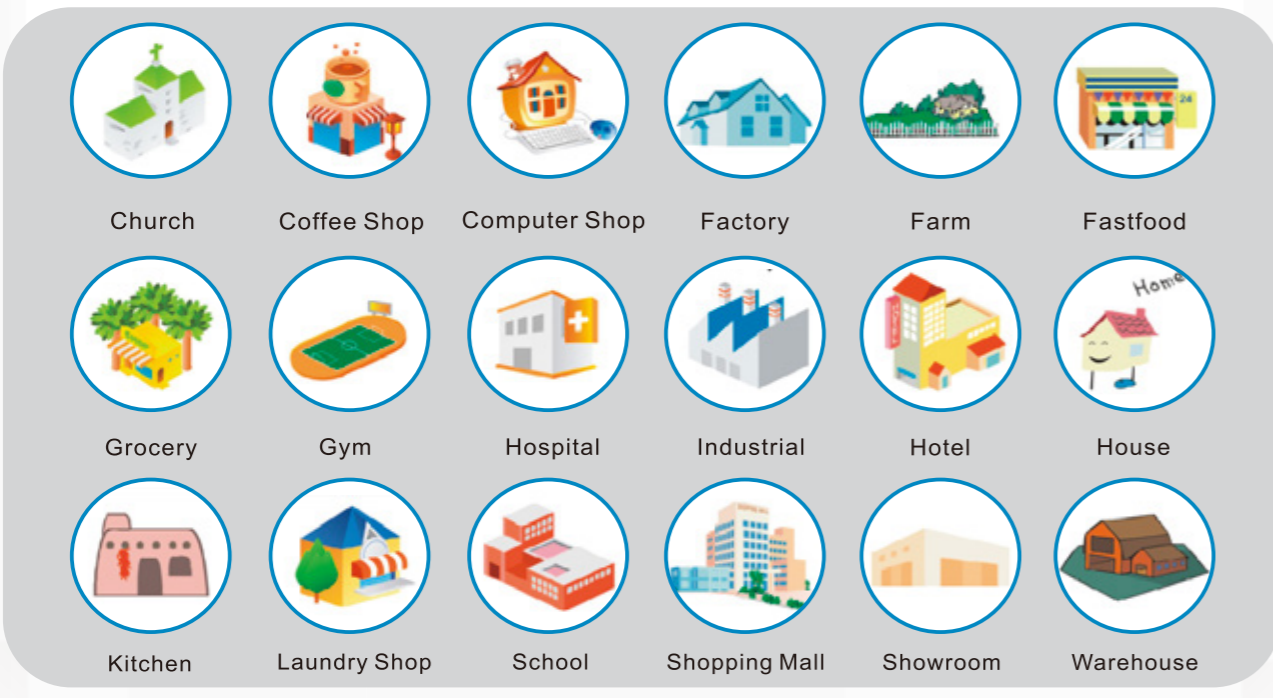 24
Church
Coffee Shop
Computer Shop
Factory
Farm
Fastfood
Home
Grocery
Gym
Hospital
Industrial
Hotel
House
Kitchen
Laundry Shop
School
Shopping Mall
Showroom
Warehouse